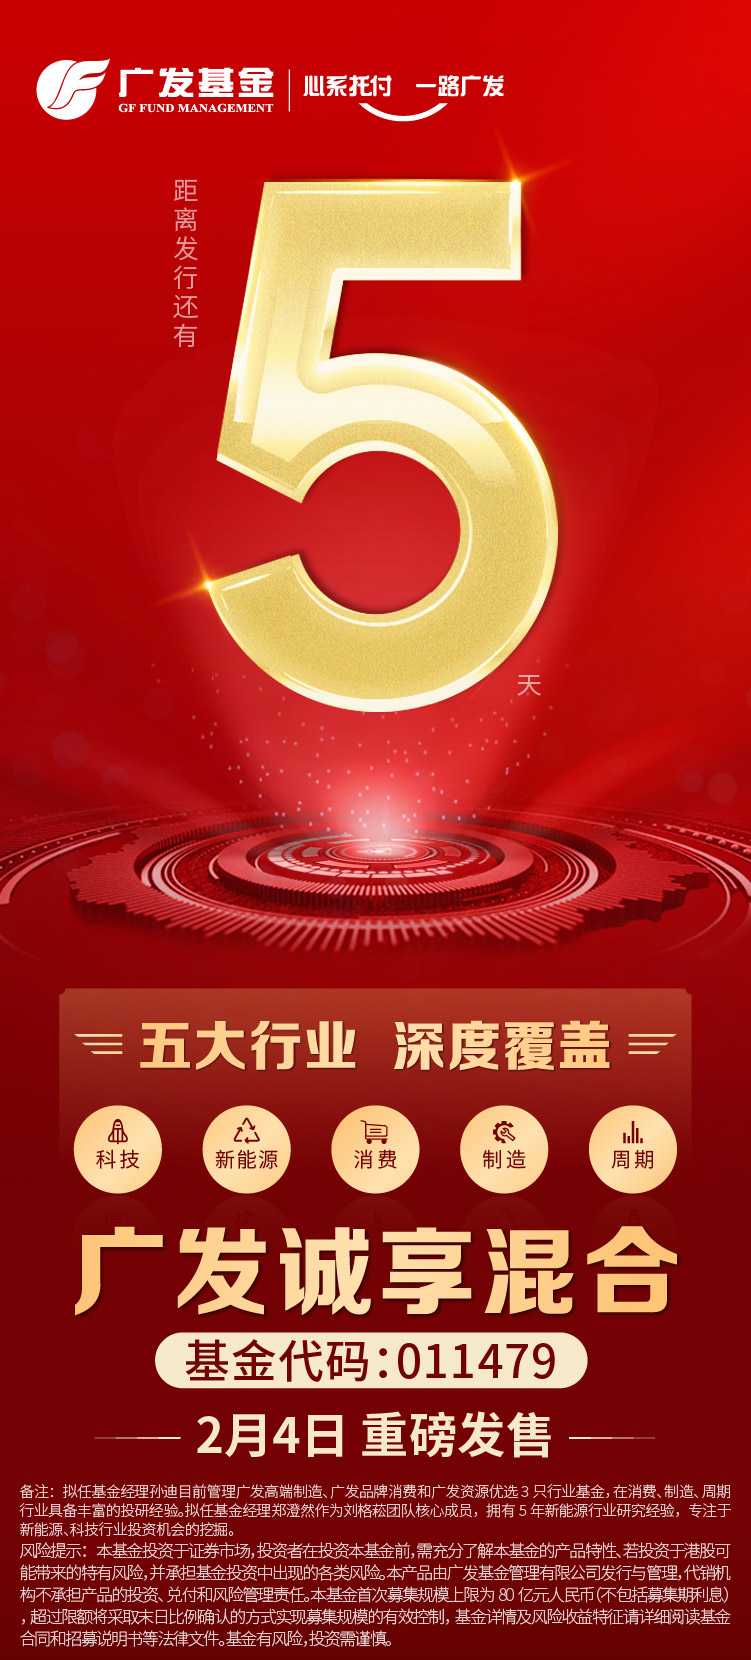 广发基金
GF FUND MANAGEMENT
心系托付 一路广发
距离发行还有
5
天
五大行业 深度覆盖
科技
新能源
消费
制造
周期
广发诚享混合
基金代码:011479
2月4日 重磅发售
备注：拟任基金经理孙迪目前管理广发高端制造、广发品牌消费和广发资源优选 3 只行业基金，在消费、制造、周期
行业具备丰富的投研经验。拟任基金经理郑澄然作为刘格菘团队核心成员，拥有 5 年新能源行业研究经验，专注于
新能源、科技行业投资机会的挖掘。
风险提示：本基金投资于证券市场，投资者在投资本基金前，需充分了解本基金的产品特性、若投资于港股可
能带来的特有风险，并承担基金投资中出现的各类风险。本产品由广发基金管理有限公司发行与管理，代销机
构不承担产品的投资、兑付和风险管理责任。本基金首次募集规模上限为 80 亿元人民币（不包括募集期利息）
，超过限额将采取末日比例确认的方式实现募集规模的有效控制，基金详情及风险收益特征请详细阅读基金
合同和招募说明书等法律文件。基金有风险，投资需谨慎。